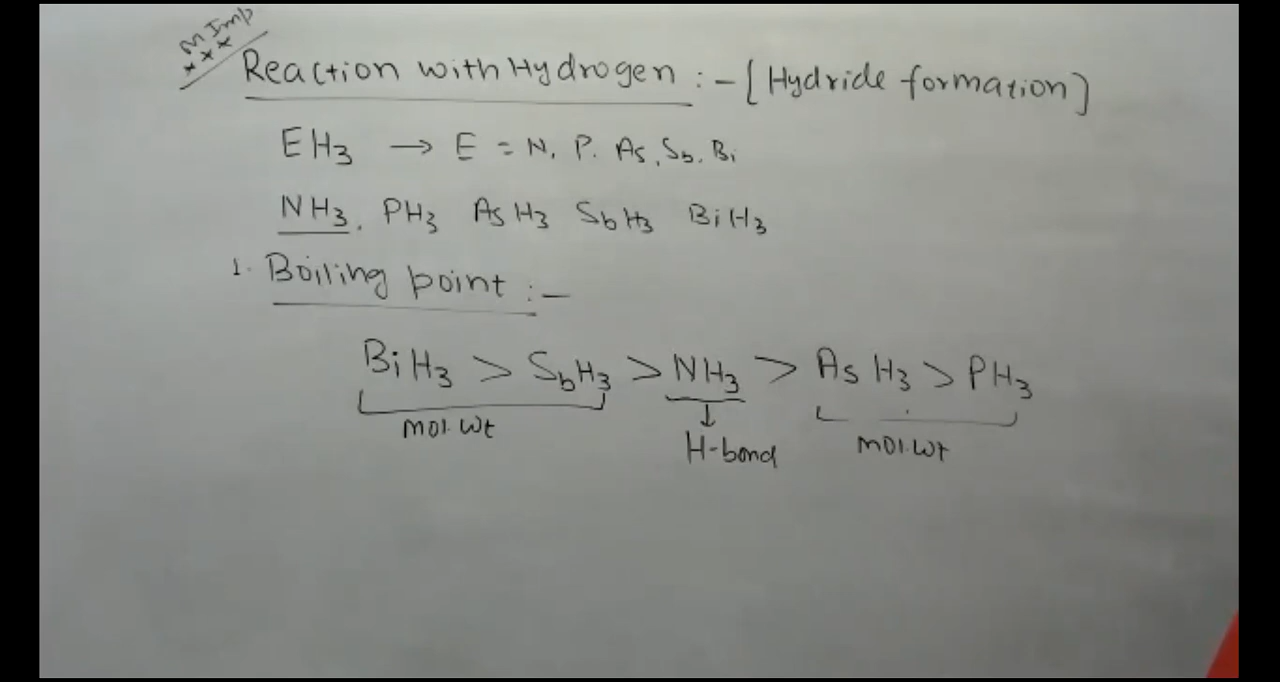 M Imp
***
Reaction with Hydrogen :- [Hydride formation]
EH₃ → E = N, P. As, Sb. Bi
NH₃, PH₃ AsH₃ SbH₃ BiH₃
1. Boiling point :-
BiH₃ > SbH₃ > NH₃ > AsH₃ > PH₃
mol. wt ↓ mol. wt
H-bond